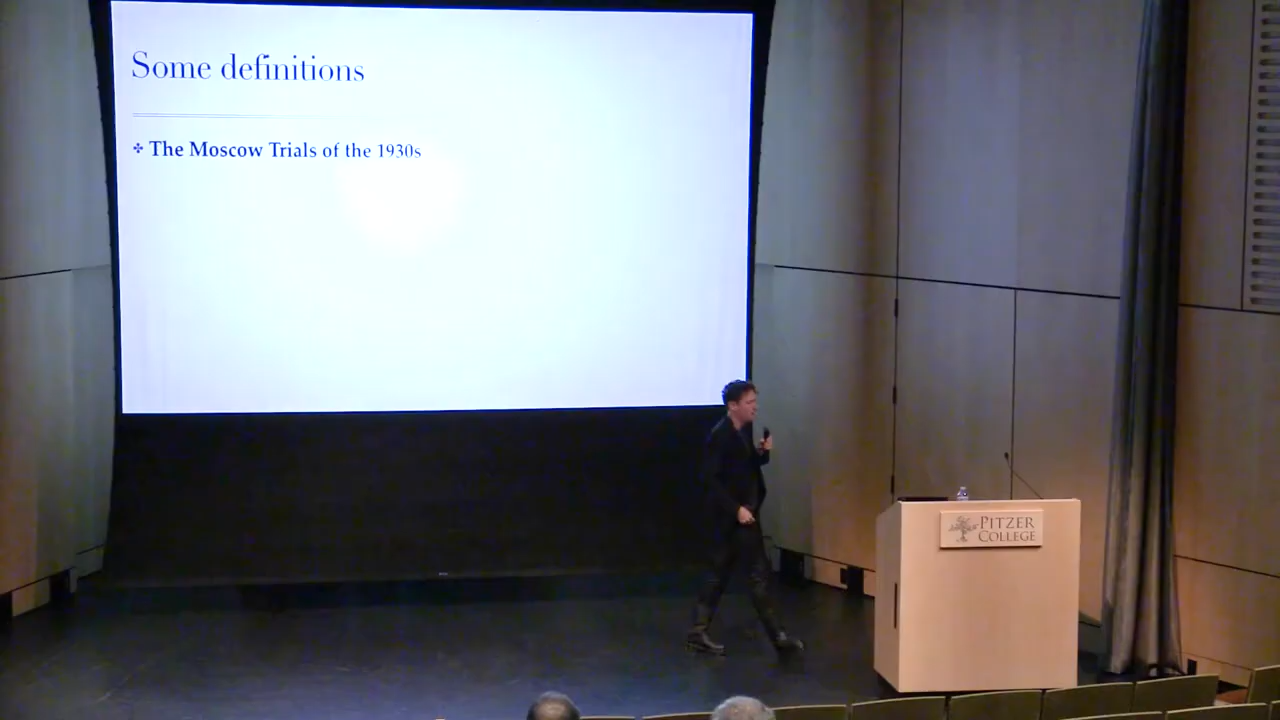 Some definitions
✤ The Moscow Trials of the 1930s
PITZER
COLLEGE